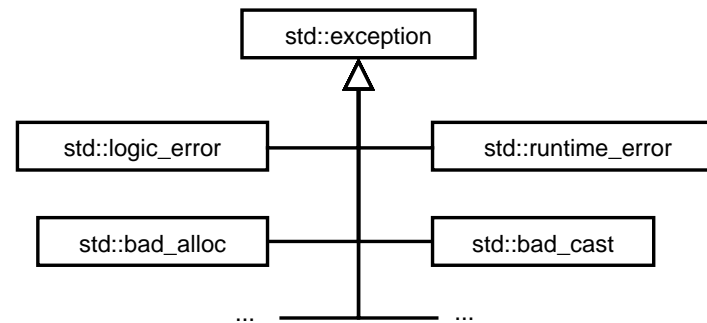 std::exception
std::logic_error
std::runtime_error
std::bad_alloc
std::bad_cast
...
...